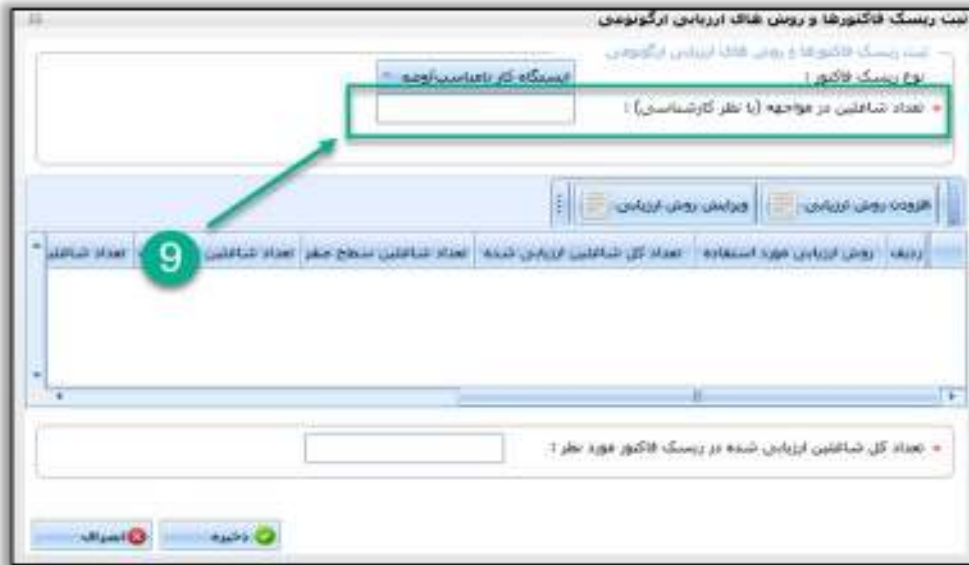 ثبت ریسک فاکتورها و روش های ارزیابی ارگونومی
ثبت ریسک فاکتورها و روش های ارزیابی ارگونومی
نوع ریسک فاکتور :
ایستگاه کار نامناسب
* تعداد شاغلین در مواجهه (با نظر کارشناسی) :
افزودن روش ارزیابی
ویرایش روش ارزیابی
ردیف روش ارزیابی مورد استفاده تعداد کل شاغلین ارزیابی شده تعداد شاغلین سطح صفر تعداد شاغلین تعداد شاغلین
9
* تعداد کل شاغلین ارزیابی شده در ریسک فاکتور مورد نظر :
ذخیره
انصراف